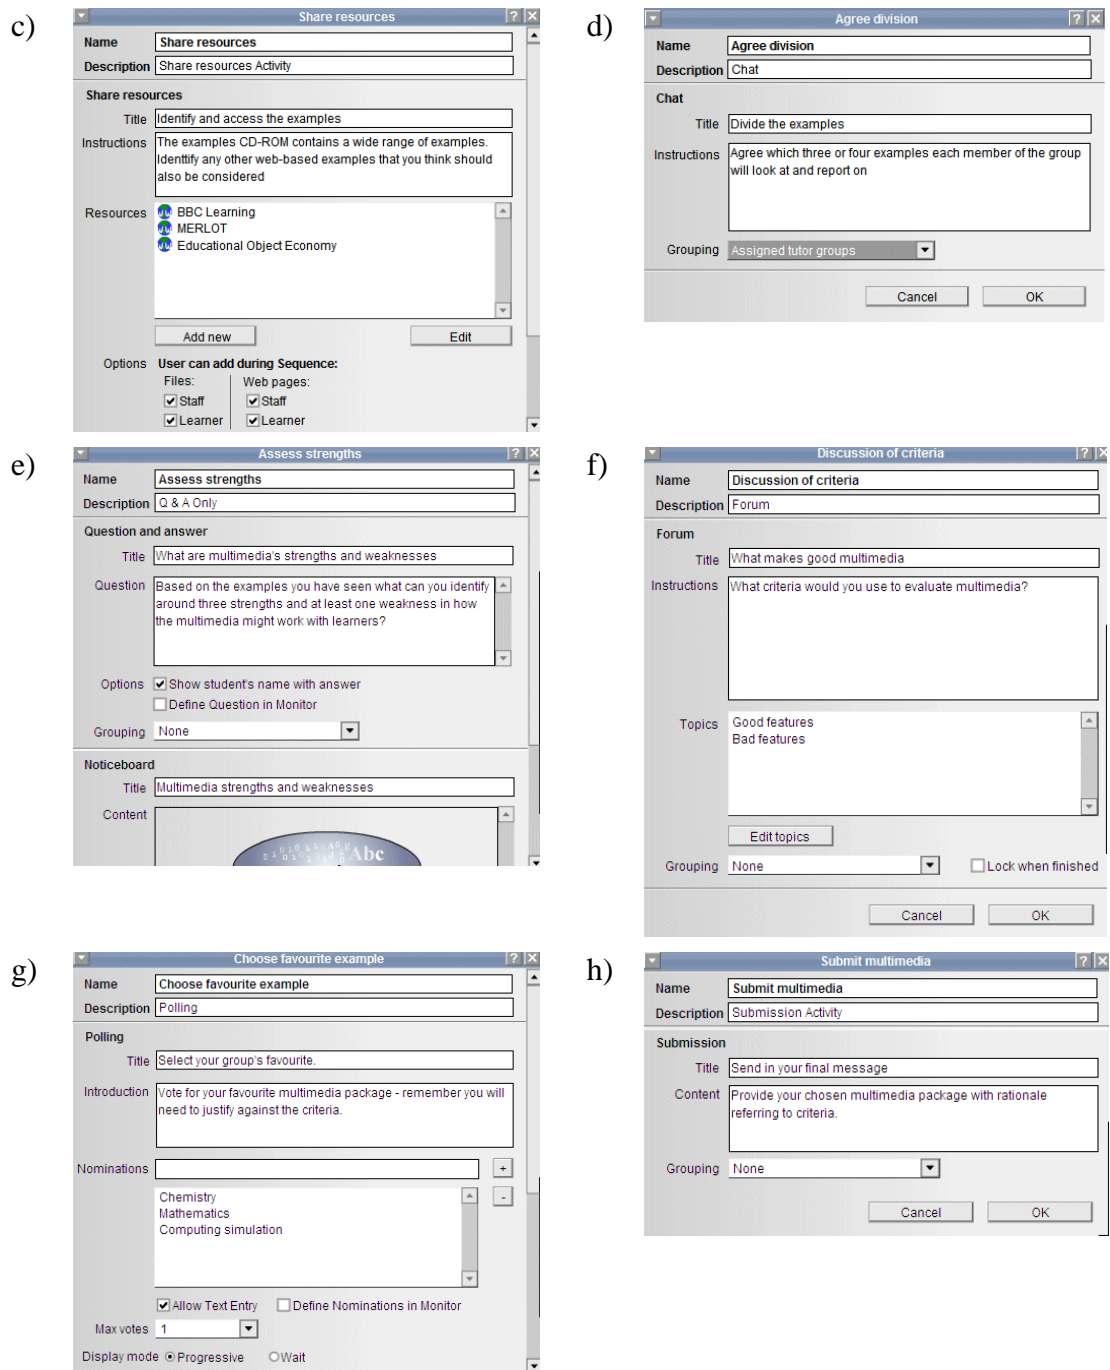 c)
Share resources
Name Share resources
Description Share resources Activity
Share resources
Title Identify and access the examples
Instructions The examples CD-ROM contains a wide range of examples.
Identtify any other web-based examples that you think should
also be considered
Resources BBC Learning
MERLOT
Educational Object Economy
Add new Edit
Options User can add during Sequence:
Files: Web pages:
Staff Staff
Learner Learner
d)
Agree division
Name Agree division
Description Chat
Chat
Title Divide the examples
Instructions Agree which three or four examples each member of the group
will look at and report on
Grouping Assigned tutor groups
Cancel OK
e)
Assess strengths
Name Assess strengths
Description Q & A Only
Question and answer
Title What are multimedia's strengths and weaknesses
Question Based on the examples you have seen what can you identify
around three strengths and at least one weakness in how
the multimedia might work with learners?
Options Show student's name with answer
Define Question in Monitor
Grouping None
Noticeboard
Title Multimedia strengths and weaknesses
Content
Abc
f)
Discussion of criteria
Name Discussion of criteria
Description Forum
Forum
Title What makes good multimedia
Instructions What criteria would you use to evaluate multimedia?
Topics Good features
Bad features
Edit topics
Grouping None Lock when finished
Cancel OK
g)
Choose favourite example
Name Choose favourite example
Description Polling
Polling
Title Select your group's favourite.
Introduction Vote for your favourite multimedia package - remember you will
need to justify against the criteria.
Nominations
Chemistry
Mathematics
Computing simulation
Allow Text Entry Define Nominations in Monitor
Max votes 1
Display mode Progressive Wait
h)
Submit multimedia
Name Submit multimedia
Description Submission Activity
Submission
Title Send in your final message
Content Provide your chosen multimedia package with rationale
referring to criteria.
Grouping None
Cancel OK